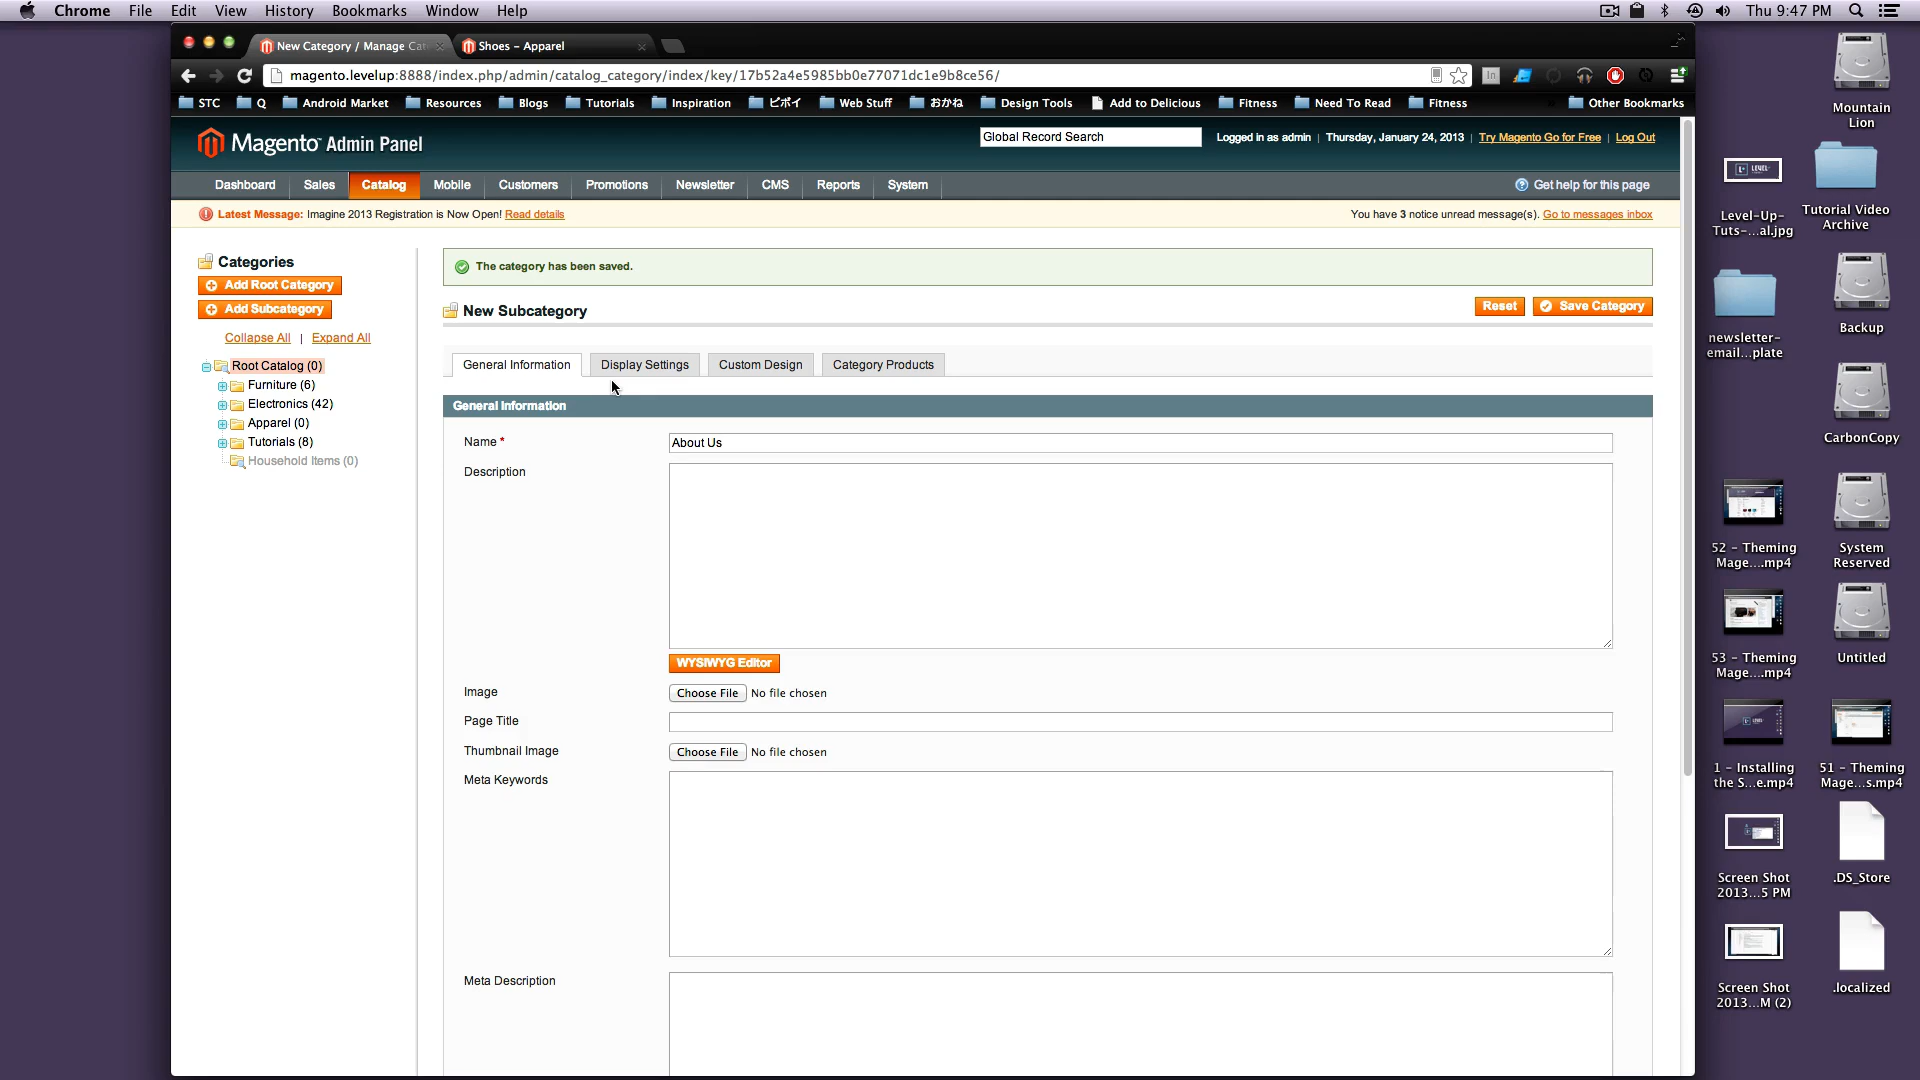 Chrome File Edit View History Bookmarks Window Help Thu 9:47 PM
New Category / Manage Cat
Shoes – Apparel
magento.levelup:8888/index.php/admin/catalog_category/index/key/17b52a4e5985bb0e77071dc1e9b8ce56/
STC Q Android Market Resources Blogs Tutorials Inspiration ピボイ Web Stuff おかね Design Tools Add to Delicious Fitness Need To Read Fitness Other Bookmarks
Magento™ Admin Panel
Global Record Search
Logged in as admin | Thursday, January 24, 2013 | Try Magento Go for Free | Log Out
Dashboard Sales Catalog Mobile Customers Promotions Newsletter CMS Reports System
Get help for this page
Latest Message: Imagine 2013 Registration is Now Open! Read details
You have 3 notice unread message(s). Go to messages inbox
Categories
Add Root Category
Add Subcategory
Collapse All | Expand All
Root Catalog (0)
Furniture (6)
Electronics (42)
Apparel (0)
Tutorials (8)
Household Items (0)
The category has been saved.
New Subcategory
Reset
Save Category
General Information Display Settings Custom Design Category Products
General Information
Name *
About Us
Description
WYSIWYG Editor
Image
Choose File No file chosen
Page Title
Thumbnail Image
Choose File No file chosen
Meta Keywords
Meta Description
Mountain
Lion
Level-Up-
Tuts-...al.jpg
Tutorial Video
Archive
newsletter-
email...plate
Backup
CarbonCopy
52 – Theming
Mage....mp4
System
Reserved
53 – Theming
Mage....mp4
Untitled
1 – Installing
the S...e.mp4
51 – Theming
Mage...s.mp4
Screen Shot
2013...5 PM
.DS_Store
Screen Shot
2013...M (2)
.localized